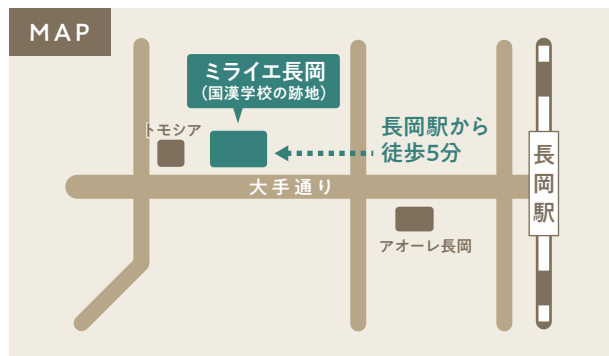 MAP
ミライエ長岡
(国漢学校の跡地)
トモシア
長岡駅から
徒歩5分
大手通り
長岡駅
アオーレ長岡